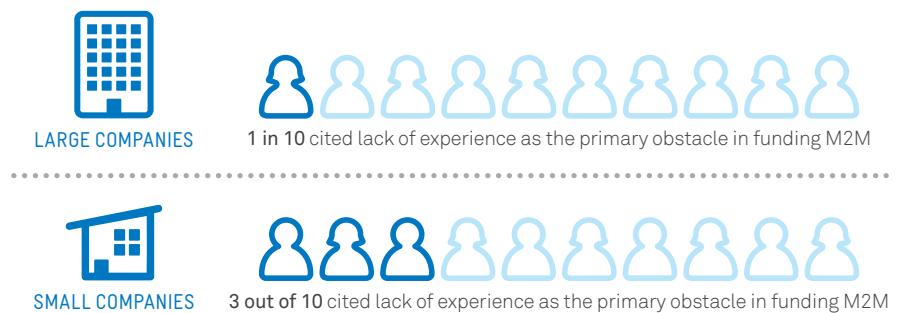 LARGE COMPANIES
1 in 10 cited lack of experience as the primary obstacle in funding M2M
SMALL COMPANIES
3 out of 10 cited lack of experience as the primary obstacle in funding M2M